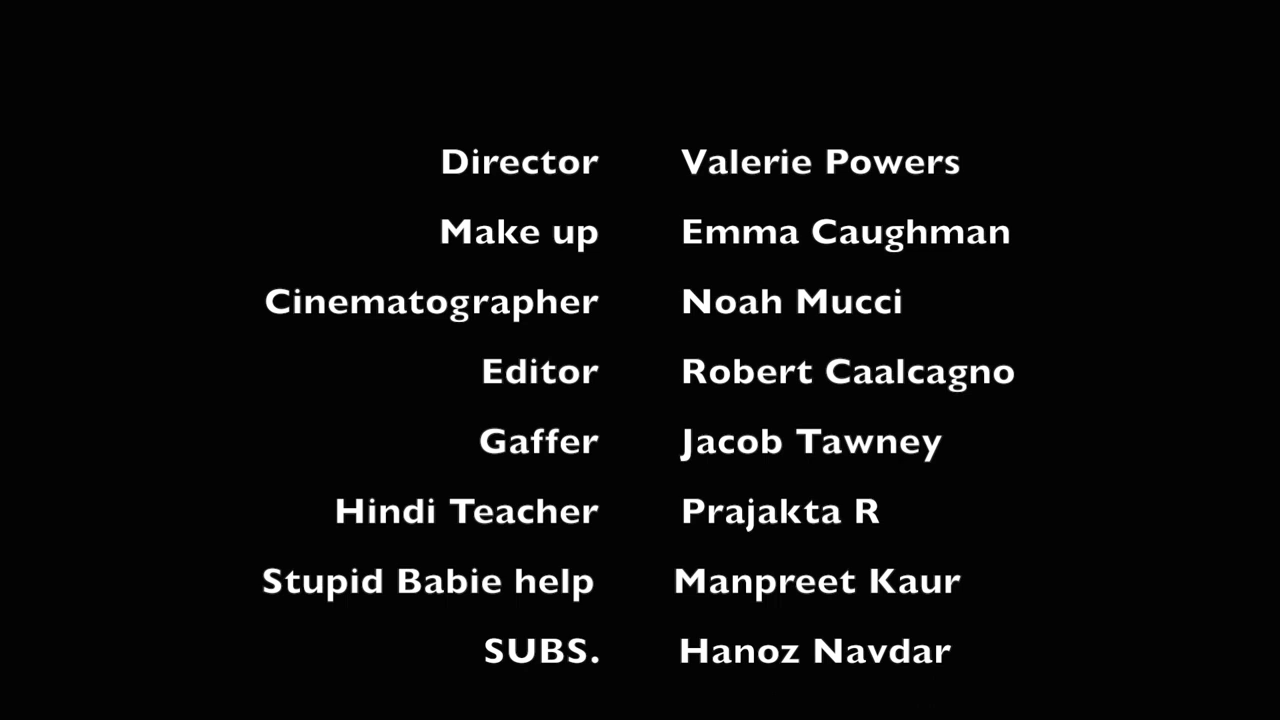 Director Valerie Powers
Make up Emma Caughman
Cinematographer Noah Mucci
Editor Robert Caalcagno
Gaffer Jacob Tawney
Hindi Teacher Prajakta R
Stupid Babie help Manpreet Kaur
SUBS. Hanoz Navdar